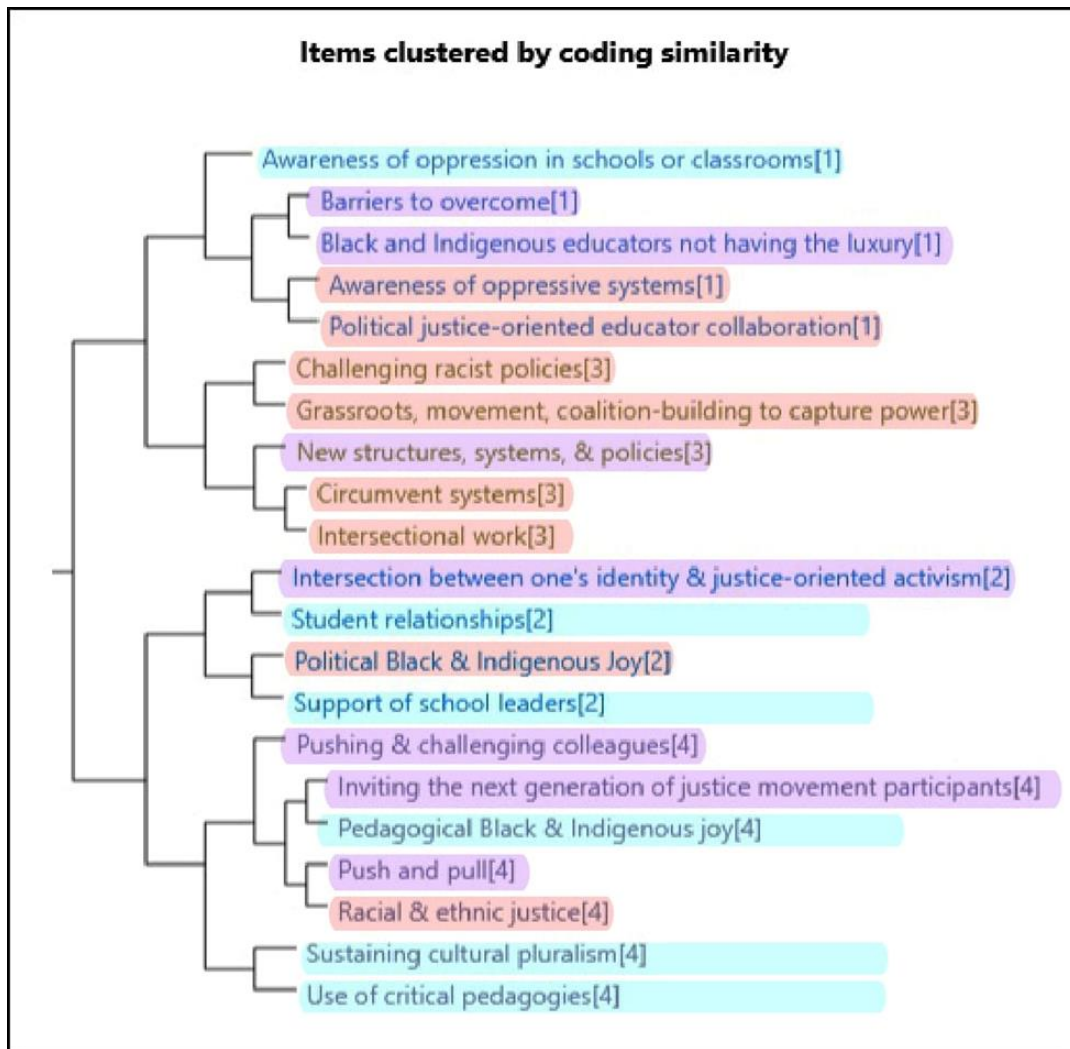 Items clustered by coding similarity
Awareness of oppression in schools or classrooms[1]
Barriers to overcome[1]
Black and Indigenous educators not having the luxury[1]
Awareness of oppressive systems[1]
Political justice-oriented educator collaboration[1]
Challenging racist policies[3]
Grassroots, movement, coalition-building to capture power[3]
New structures, systems, & policies[3]
Circumvent systems[3]
Intersectional work[3]
Intersection between one's identity & justice-oriented activism[2]
Student relationships[2]
Political Black & Indigenous Joy[2]
Support of school leaders[2]
Pushing & challenging colleagues[4]
Inviting the next generation of justice movement participants[4]
Pedagogical Black & Indigenous joy[4]
Push and pull[4]
Racial & ethnic justice[4]
Sustaining cultural pluralism[4]
Use of critical pedagogies[4]